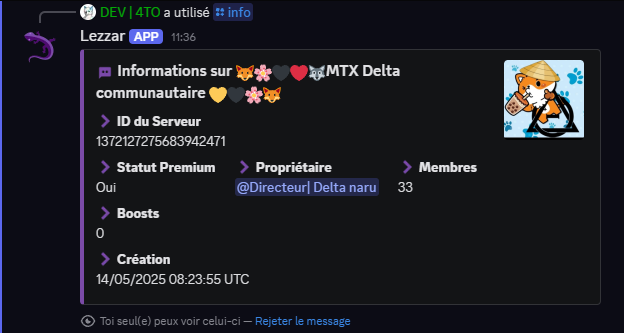 DEV | 4TO a utilisé info
Lezzar APP 11:36
Informations sur 🦊🌸🖤❤️🐺MTX Delta
communautaire 💛🖤🌸🦊
ID du Serveur
1372127275683942471
Statut Premium Propriétaire Membres
Oui @Directeur| Delta naru 33
Boosts
0
Création
14/05/2025 08:23:55 UTC
Toi seul(e) peux voir celui-ci — Rejeter le message